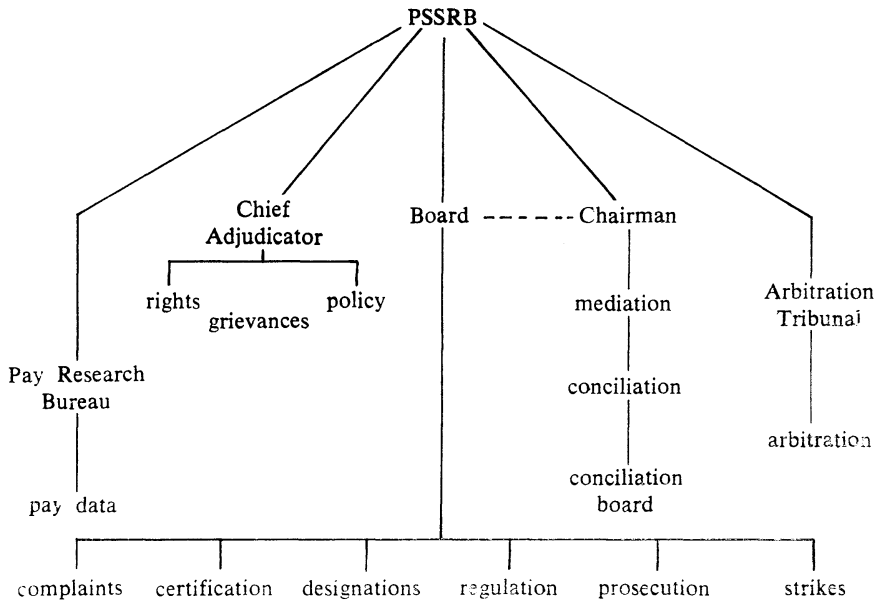 PSSRB
Chief
Adjudicator
Board
Chairman
rights
policy
grievances
mediation
Arbitration
Tribunal
Pay Research
Bureau
conciliation
arbitration
conciliation
board
pay data
complaints certification designations regulation prosecution strikes